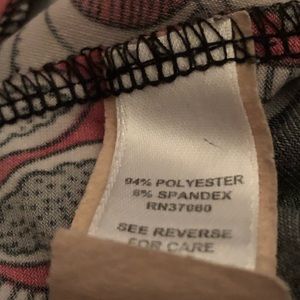 94% POLYESTER
6% SPANDEX
RN37080
SEE REVERSE
FOR CARE